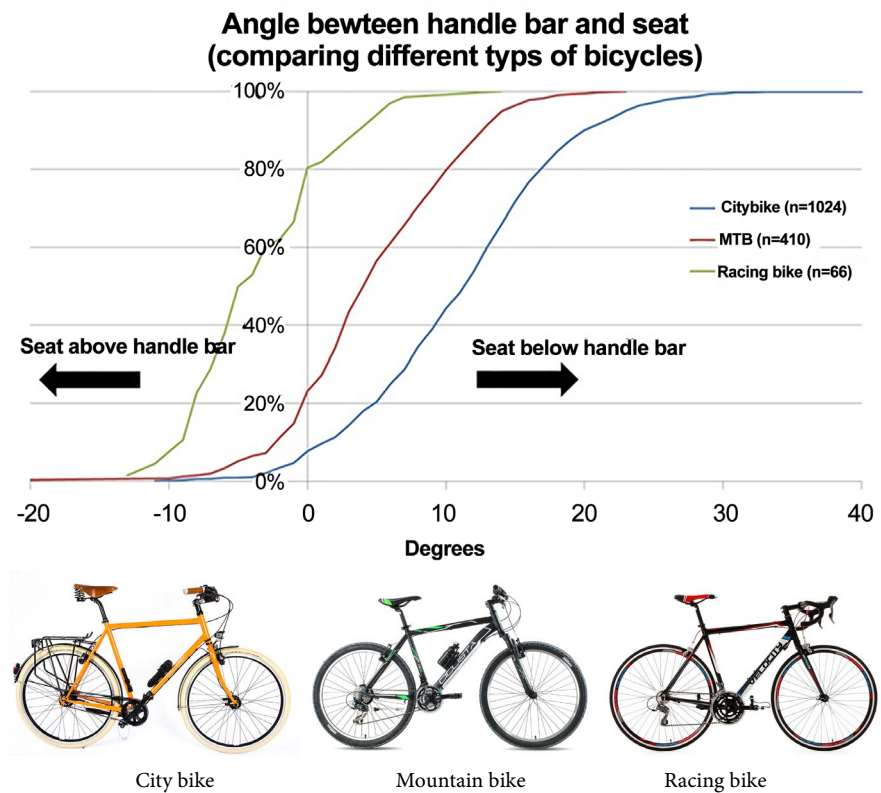 Angle bewteen handle bar and seat
(comparing different typs of bicycles)
100%
80%
Citybike (n=1024)
60%
MTB (n=410)
Racing bike (n=66)
40%
Seat above handle bar
Seat below handle bar
20%
0%
-20 -10 0 10 20 30 40
Degrees
VELOCITY
City bike Mountain bike Racing bike